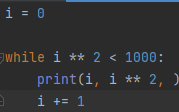 i = 0
while i ** 2 < 1000:
print(i, i ** 2, )
i += 1